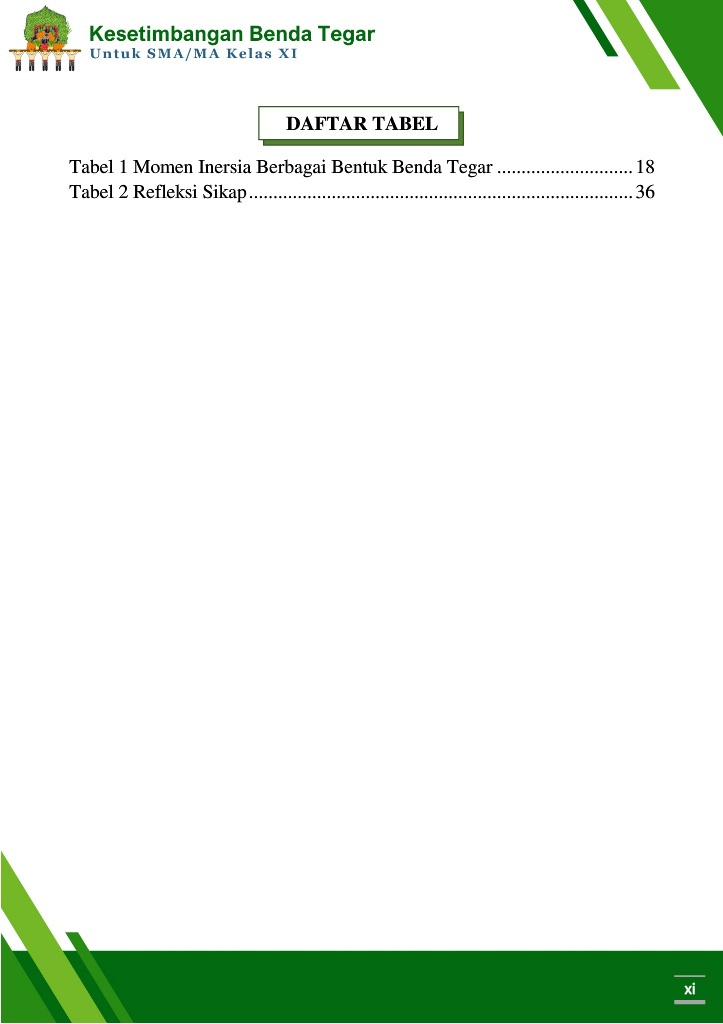 Kesetimbangan Benda Tegar
Untuk SMA/MA Kelas XI
DAFTAR TABEL
Tabel 1 Momen Inersia Berbagai Bentuk Benda Tegar ............................ 18
Tabel 2 Refleksi Sikap ............................................................................... 36
xi